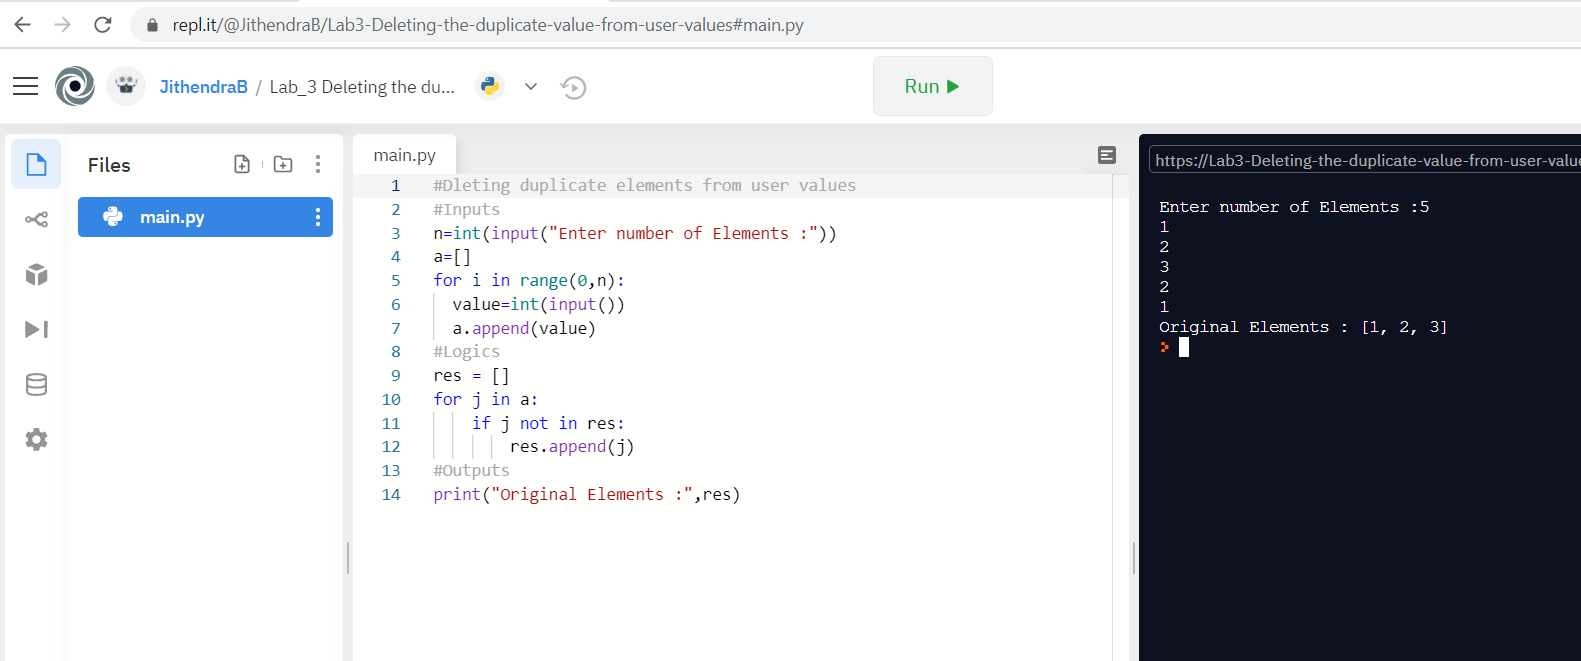 repl.it/@JithendraB/Lab3-Deleting-the-duplicate-value-from-user-values#main.py
JithendraB / Lab_3 Deleting the du...
Run
Files
main.py
main.py
1 #Dleting duplicate elements from user values
2 #Inputs
3 n=int(input("Enter number of Elements :"))
4 a=[]
5 for i in range(0,n):
6 value=int(input())
7 a.append(value)
8 #Logics
9 res = []
10 for j in a:
11 if j not in res:
12 res.append(j)
13 #Outputs
14 print("Original Elements :",res)
https://Lab3-Deleting-the-duplicate-value-from-user-value
Enter number of Elements :5
1
2
3
2
1
Original Elements : [1, 2, 3]
>